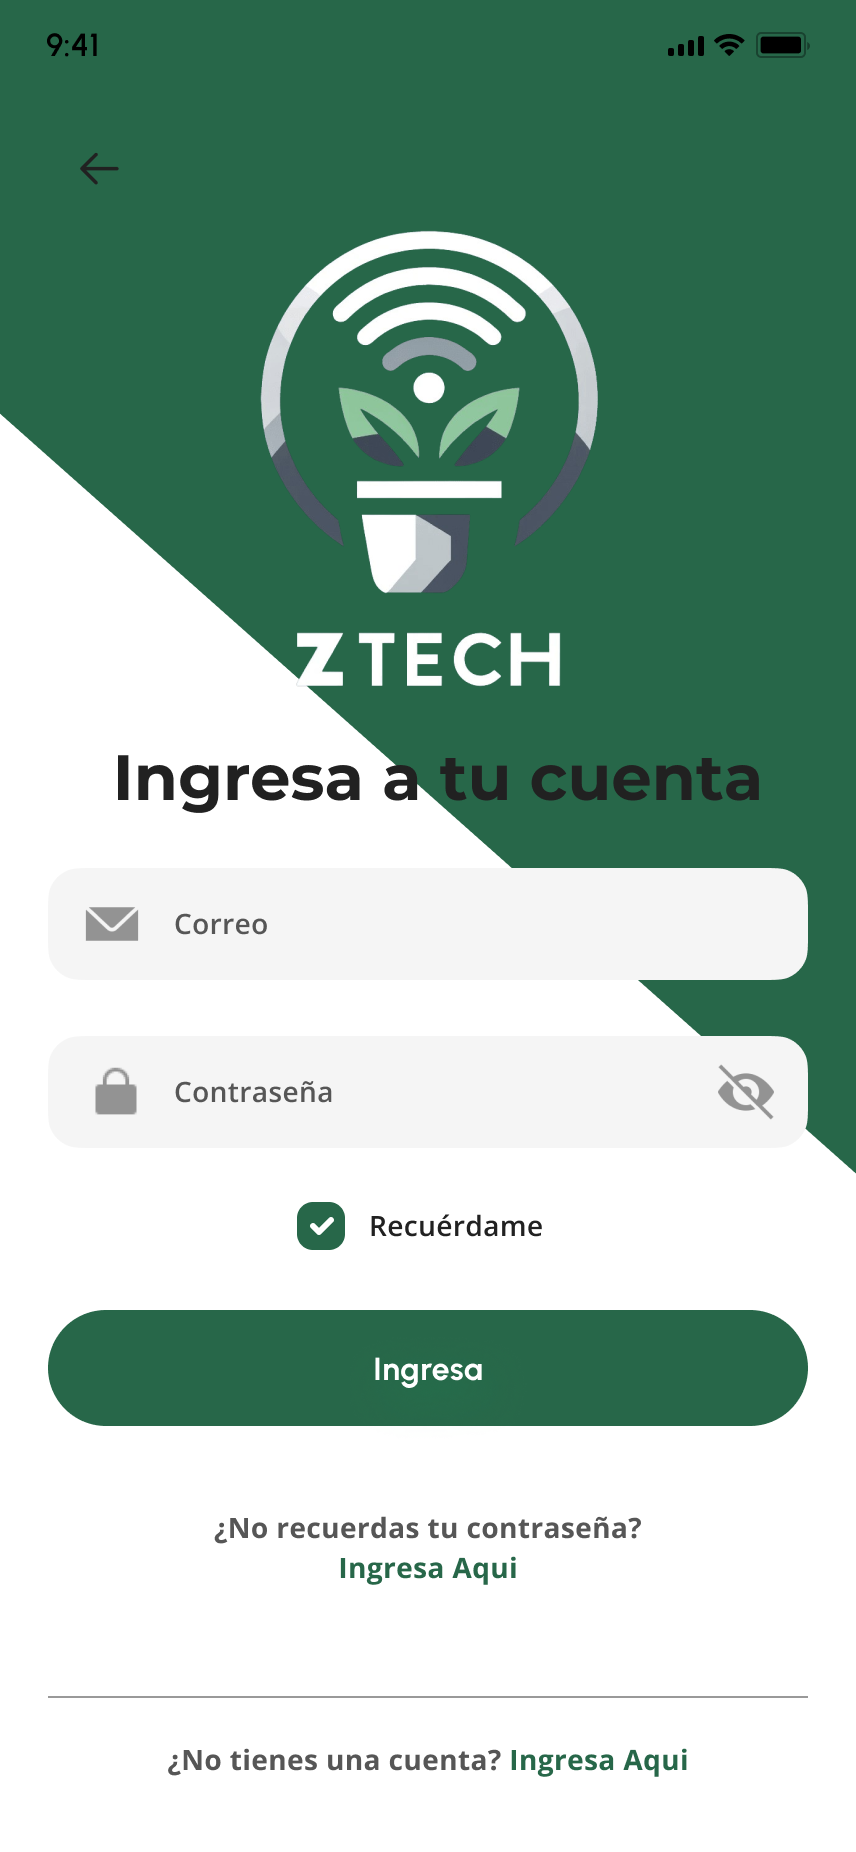 9:41
ZTECH
Ingresa a tu cuenta
Correo
Contraseña
Recuérdame
Ingresa
¿No recuerdas tu contraseña?
Ingresa Aqui
¿No tienes una cuenta? Ingresa Aqui